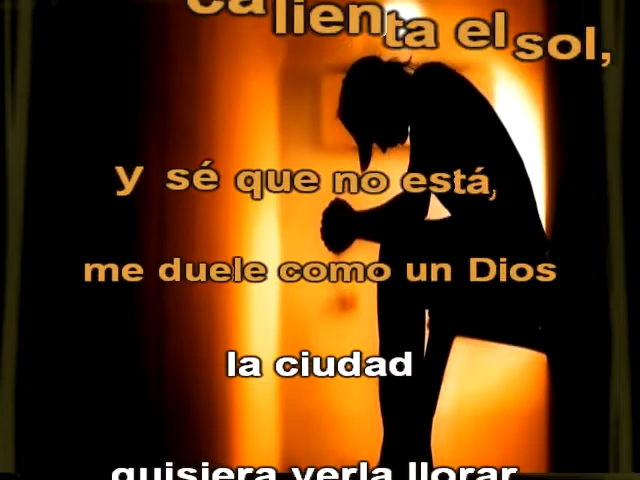 calienta el sol,
y sé que no está,
me duele como un Dios
la ciudad
quisiera verla llorar